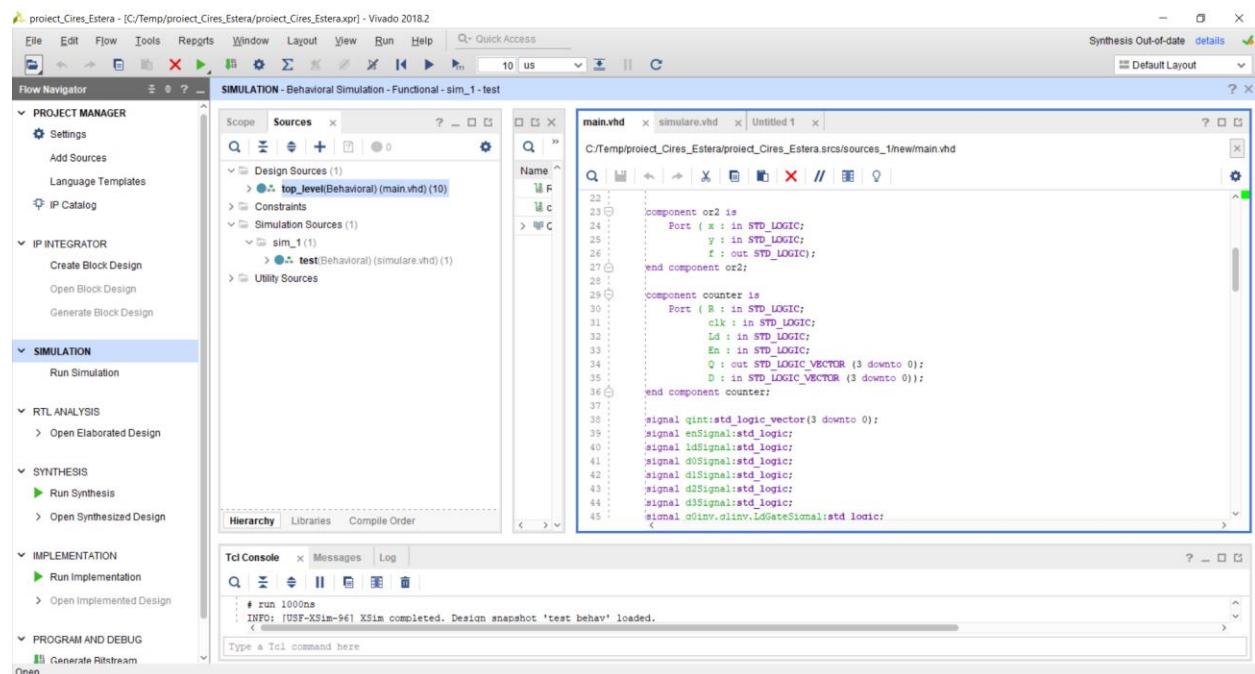 proiect_Cires_Estera - [C:/Temp/proiect_Cires_Estera/proiect_Cires_Estera.xpr] - Vivado 2018.2
File Edit Flow Tools Reports Window Layout View Run Help Quick Access
Synthesis Out-of-date details
10 us
Default Layout
Flow Navigator
PROJECT MANAGER
Settings
Add Sources
Language Templates
IP Catalog
IP INTEGRATOR
Create Block Design
Open Block Design
Generate Block Design
SIMULATION
Run Simulation
RTL ANALYSIS
Open Elaborated Design
SYNTHESIS
Run Synthesis
Open Synthesized Design
IMPLEMENTATION
Run Implementation
Open Implemented Design
PROGRAM AND DEBUG
Generate Bitstream
Open
SIMULATION - Behavioral Simulation - Functional - sim_1 - test
Scope Sources
0
Design Sources (1)
top_level(Behavioral) (main.vhd) (10)
Constraints
Simulation Sources (1)
sim_1 (1)
test(Behavioral) (simulare.vhd) (1)
Utility Sources
Hierarchy Libraries Compile Order
Name
R
c
main.vhd simulare.vhd Untitled 1
C:/Temp/proiect_Cires_Estera/proiect_Cires_Estera.srcs/sources_1/new/main.vhd
22
23 component or2 is
24 Port ( x : in STD_LOGIC;
25 y : in STD_LOGIC;
26 f : out STD_LOGIC);
27 end component or2;
28
29 component counter is
30 Port ( R : in STD_LOGIC;
31 clk : in STD_LOGIC;
32 Ld : in STD_LOGIC;
33 En : in STD_LOGIC;
34 Q : out STD_LOGIC_VECTOR (3 downto 0);
35 D : in STD_LOGIC_VECTOR (3 downto 0));
36 end component counter;
37
38 signal qint:std_logic_vector(3 downto 0);
39 signal enSignal:std_logic;
40 signal ldSignal:std_logic;
41 signal d0Signal:std_logic;
42 signal d1Signal:std_logic;
43 signal d2Signal:std_logic;
44 signal d3Signal:std_logic;
45 signal q0inv,q1inv,LdGateSignal:std_logic;
Tcl Console Messages Log
# run 1000ns
INFO: [USF-XSim-96] XSim completed. Design snapshot 'test_behav' loaded.
Type a Tcl command here